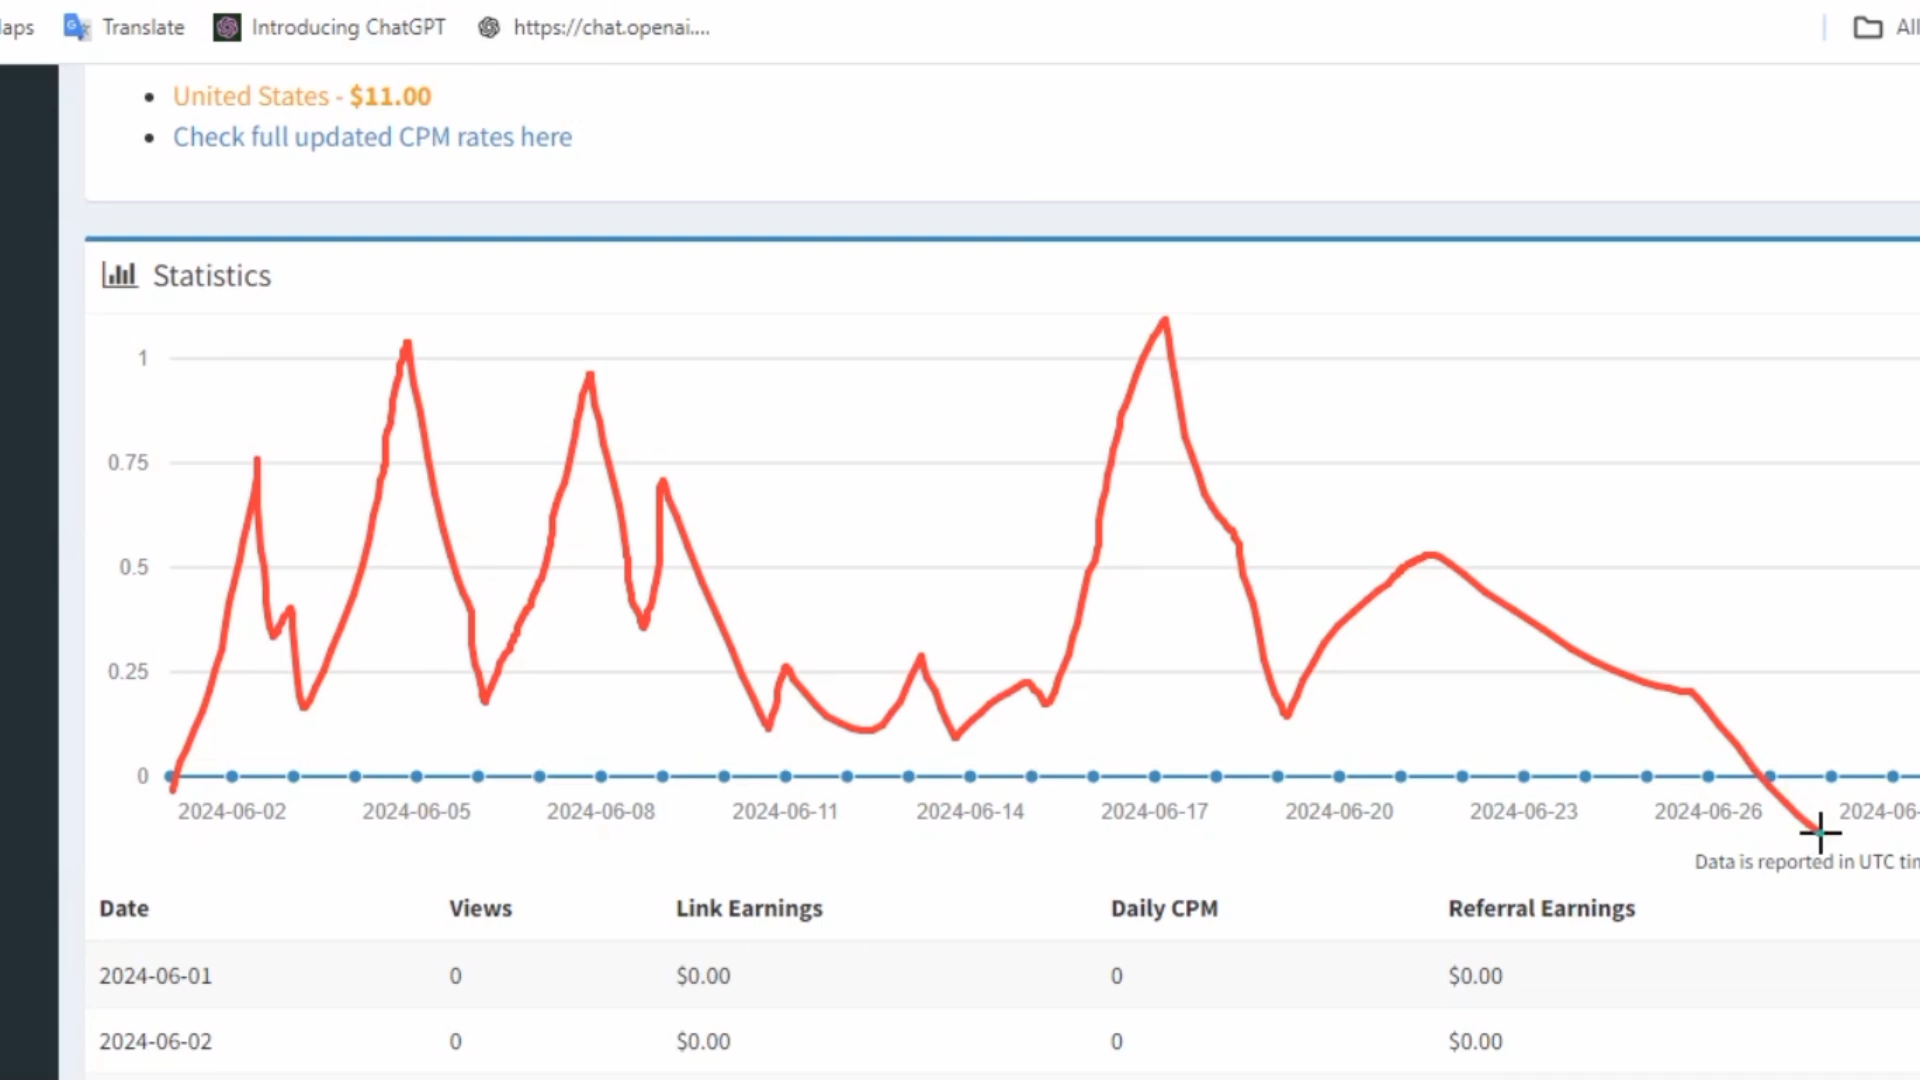 aps Translate Introducing ChatGPT https://chat.openai.... All
United States - $11.00
Check full updated CPM rates here
Statistics
1
0.75
0.5
0.25
0
2024-06-02 2024-06-05 2024-06-08 2024-06-11 2024-06-14 2024-06-17 2024-06-20 2024-06-23 2024-06-26 2024-06-
Data is reported in UTC tim
Date Views Link Earnings Daily CPM Referral Earnings
2024-06-01 0 $0.00 0 $0.00
2024-06-02 0 $0.00 0 $0.00